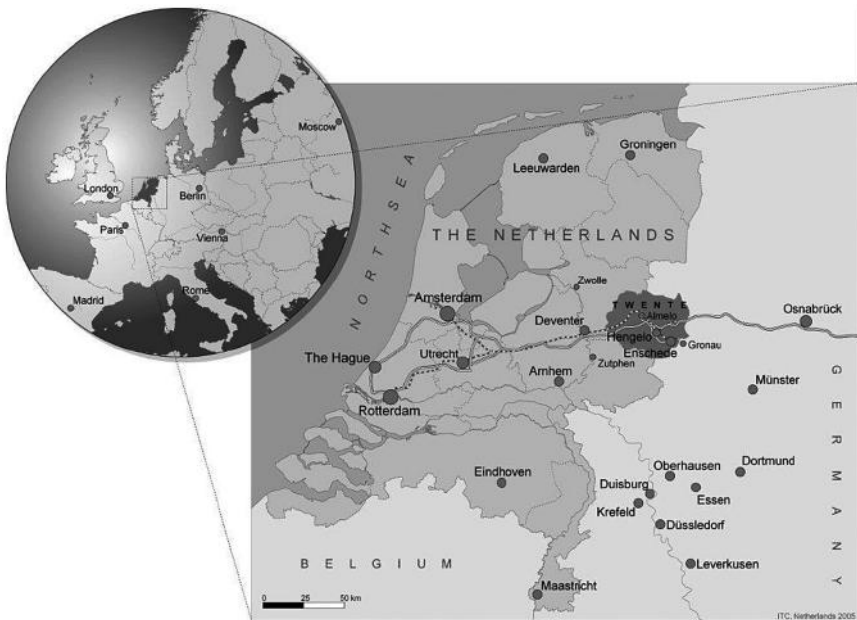 Moscow
London
Berlin
Paris
Vienna
Rome
Madrid
NORTHSEA
Groningen
Leeuwarden
THE NETHERLANDS
Zwolle
TWENTE
Amsterdam
Almelo
Osnabrück
Deventer
Hengelo
The Hague
Utrecht
Enschede
Gronau
Zutphen
Arnhem
Münster
Rotterdam
GERMANY
Oberhausen
Dortmund
Eindhoven
Duisburg
Essen
Krefeld
Düssledorf
BELGIUM
Leverkusen
Maastricht
0 25 50 km
ITC, Netherlands 2005